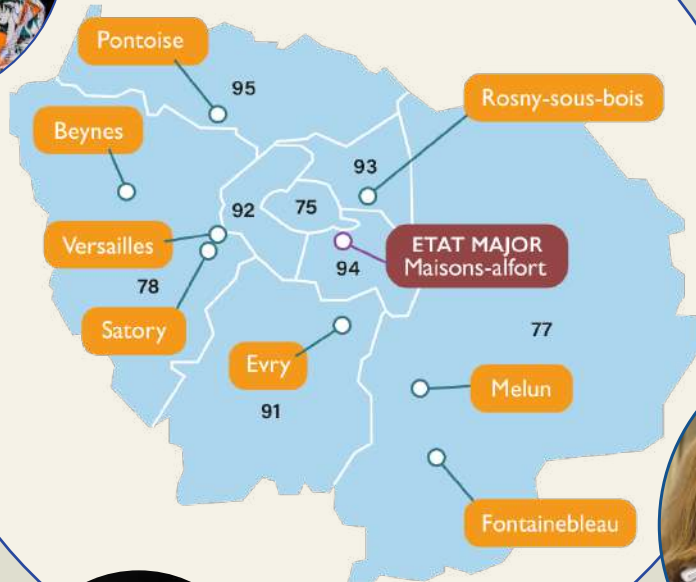 Pontoise
95
Rosny-sous-bois
Beynes
93
92
75
Versailles
ETAT MAJOR
Maisons-alfort
94
78
Satory
77
Evry
Melun
91
Fontainebleau